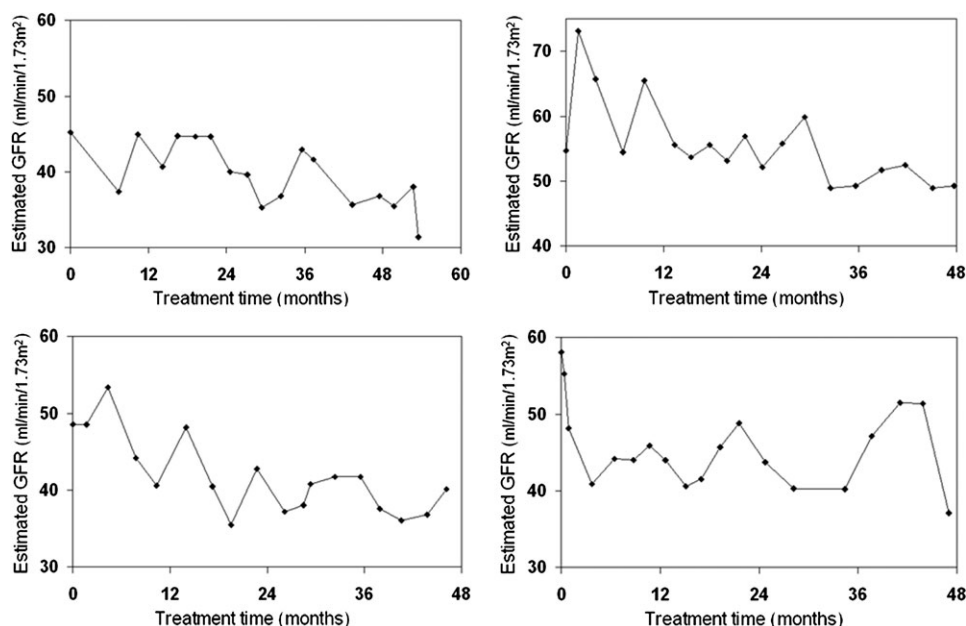 Estimated GFR (ml/min/1.73m²)
60
50
40
30
0 12 24 36 48 60
Treatment time (months)
Estimated GFR (ml/min/1.73m²)
70
60
50
40
0 12 24 36 48
Treatment time (months)
Estimated GFR (ml/min/1.73m²)
60
50
40
30
0 12 24 36 48
Treatment time (months)
Estimated GFR (ml/min/1.73m²)
60
50
40
30
0 12 24 36 48
Treatment time (months)